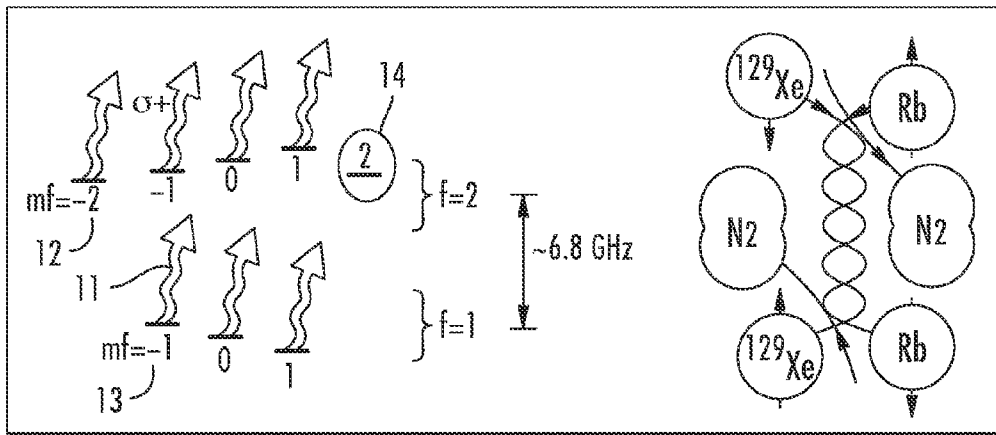 14
σ+
2
1
0
-1
mf=-2
f=2
12
11
~6.8 GHz
f=1
mf=-1
0
1
13
129Xe
Rb
N2
N2
129Xe
Rb